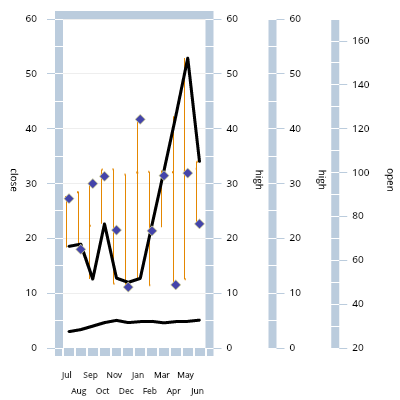 60 60 60
160
50 50 50
140
40 40 40
120
close high high open
30 30 30
100
80
20 20 20
60
10 10 10
40
0 0 0 20
Jul Sep Nov Jan Mar May
Aug Oct Dec Feb Apr Jun